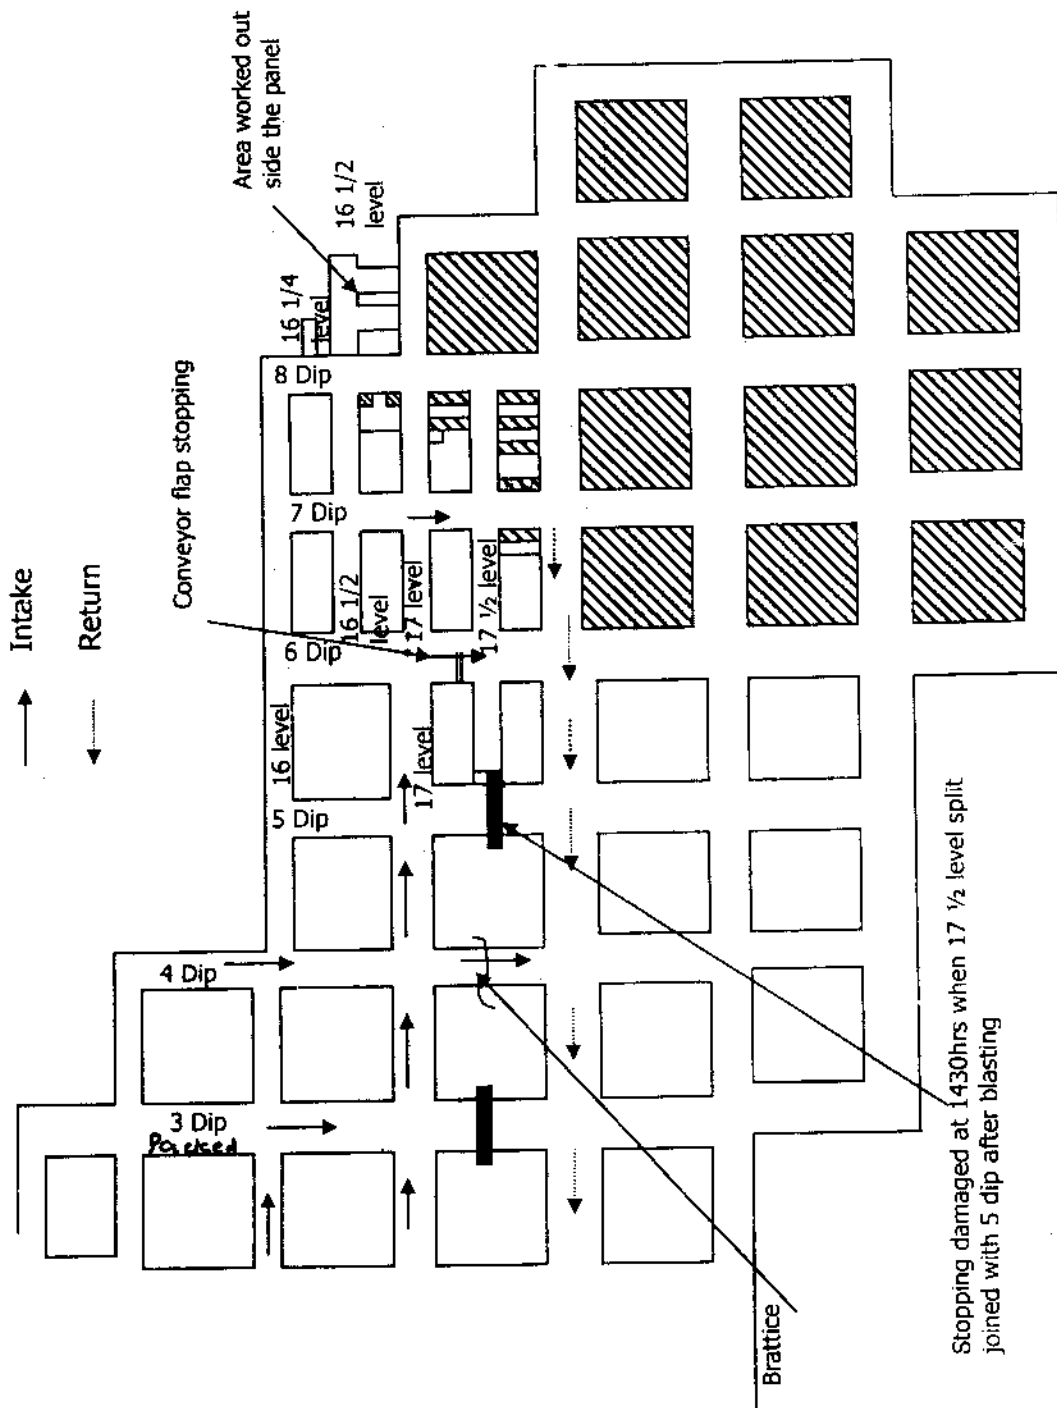 Intake
Return
Conveyor flap stopping
Area worked out
side the panel
16 1/2
level
16 1/4
level
8 Dip
7 Dip
16 1/2
level
17 level
17 ½ level
6 Dip
16 level
17 level
5 Dip
4 Dip
3 Dip
Brattice
Stopping damaged at 1430hrs when 17 ½ level split
joined with 5 dip after blasting